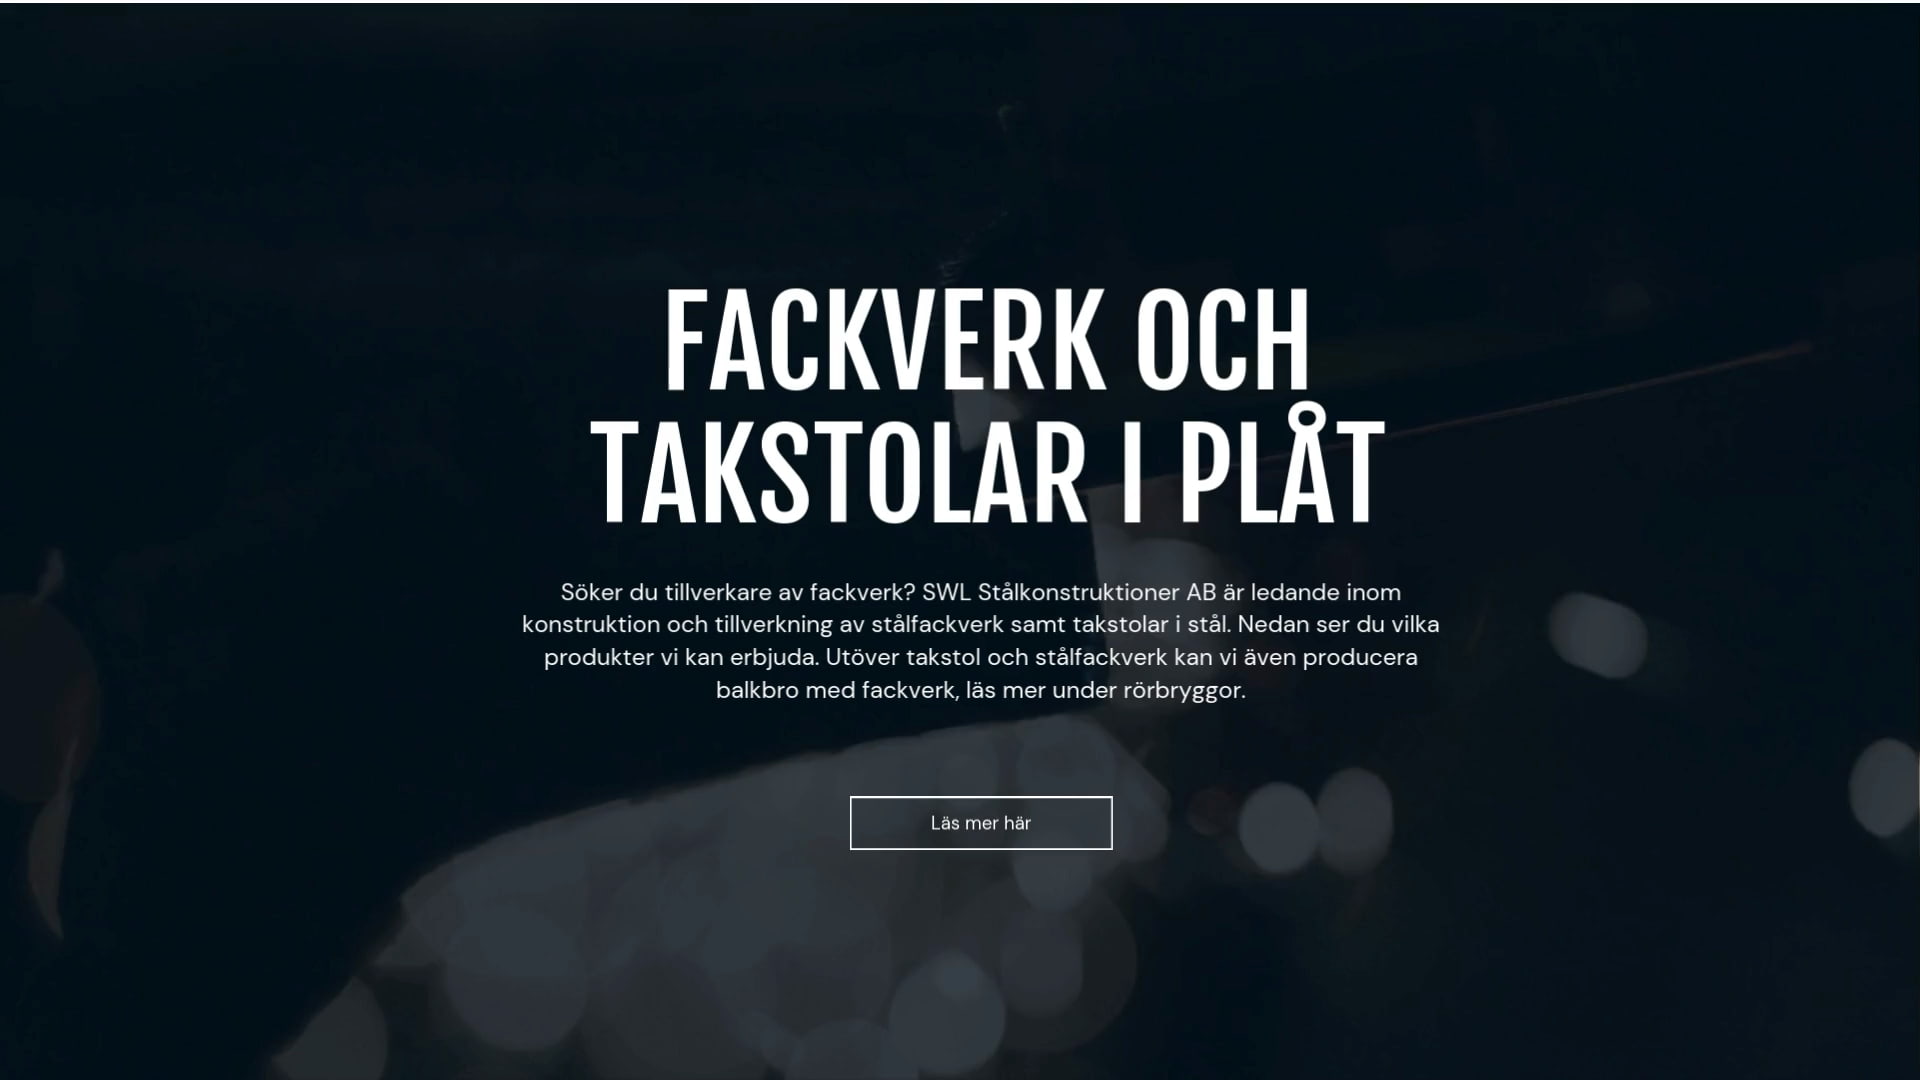 FACKVERK OCH
TAKSTOLAR I PLÅT
Söker du tillverkare av fackverk? SWL Stålkonstruktioner AB är ledande inom
konstruktion och tillverkning av stålfackverk samt takstolar i stål. Nedan ser du vilka
produkter vi kan erbjuda. Utöver takstol och stålfackverk kan vi även producera
balkbro med fackverk, läs mer under rörbryggor.
Läs mer här